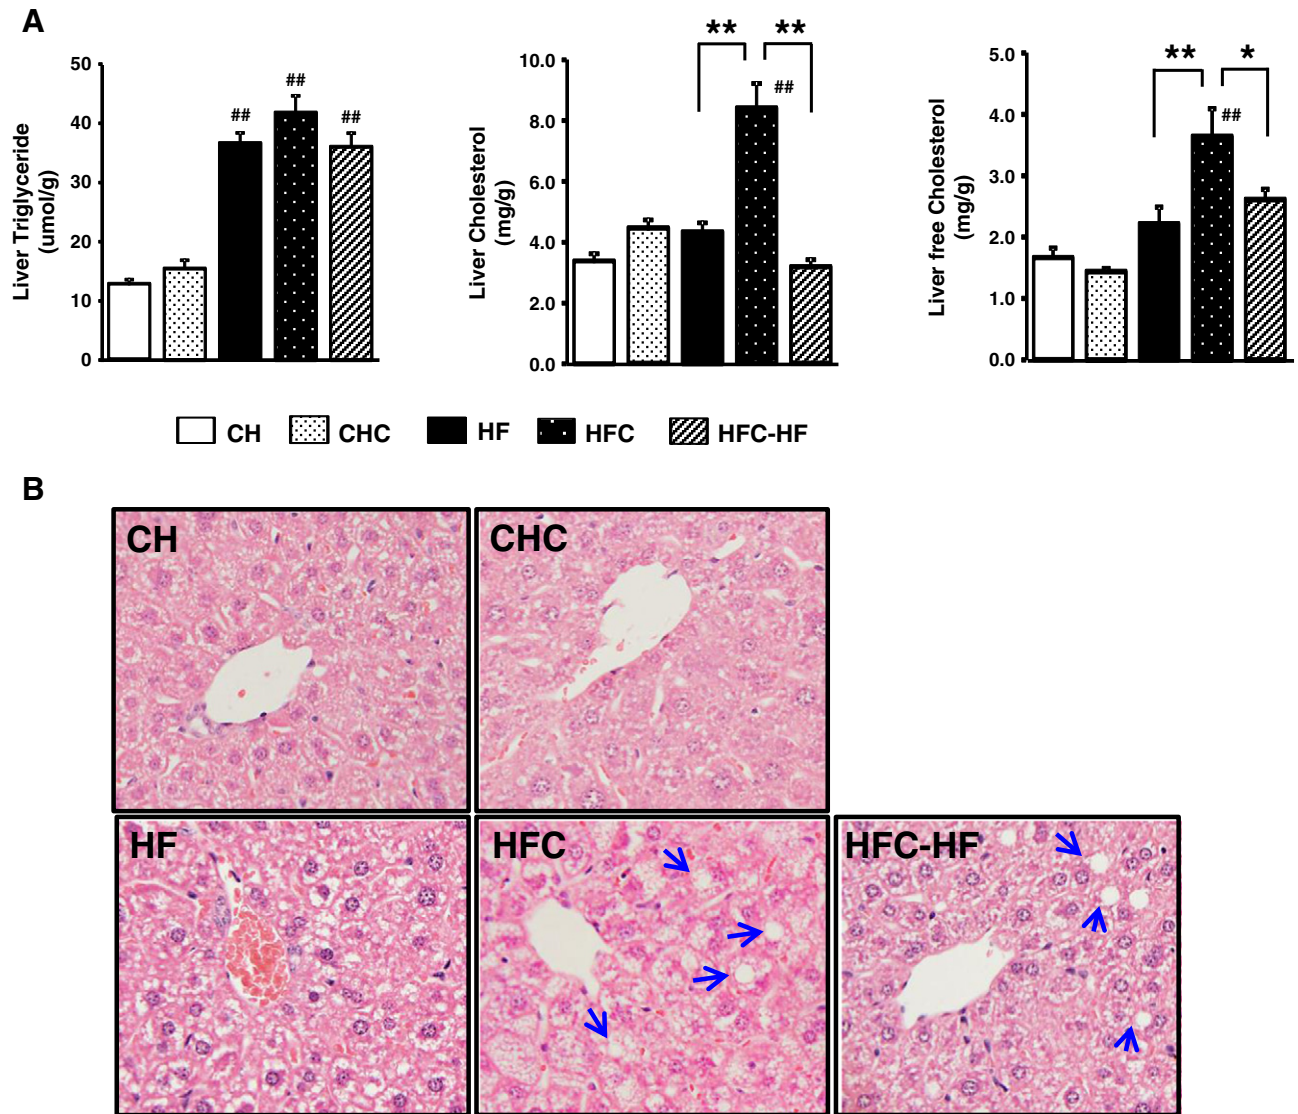 A
Liver Triglyceride
(umol/g)
50
40
30
20
10
0
##
##
##
Liver Cholesterol
(mg/g)
10.0
8.0
6.0
4.0
2.0
0.0
**
**
##
Liver free Cholesterol
(mg/g)
5.0
4.0
3.0
2.0
1.0
0.0
**
*
##
CH CHC HF HFC HFC-HF
B
CH
CHC
HF
HFC
HFC-HF